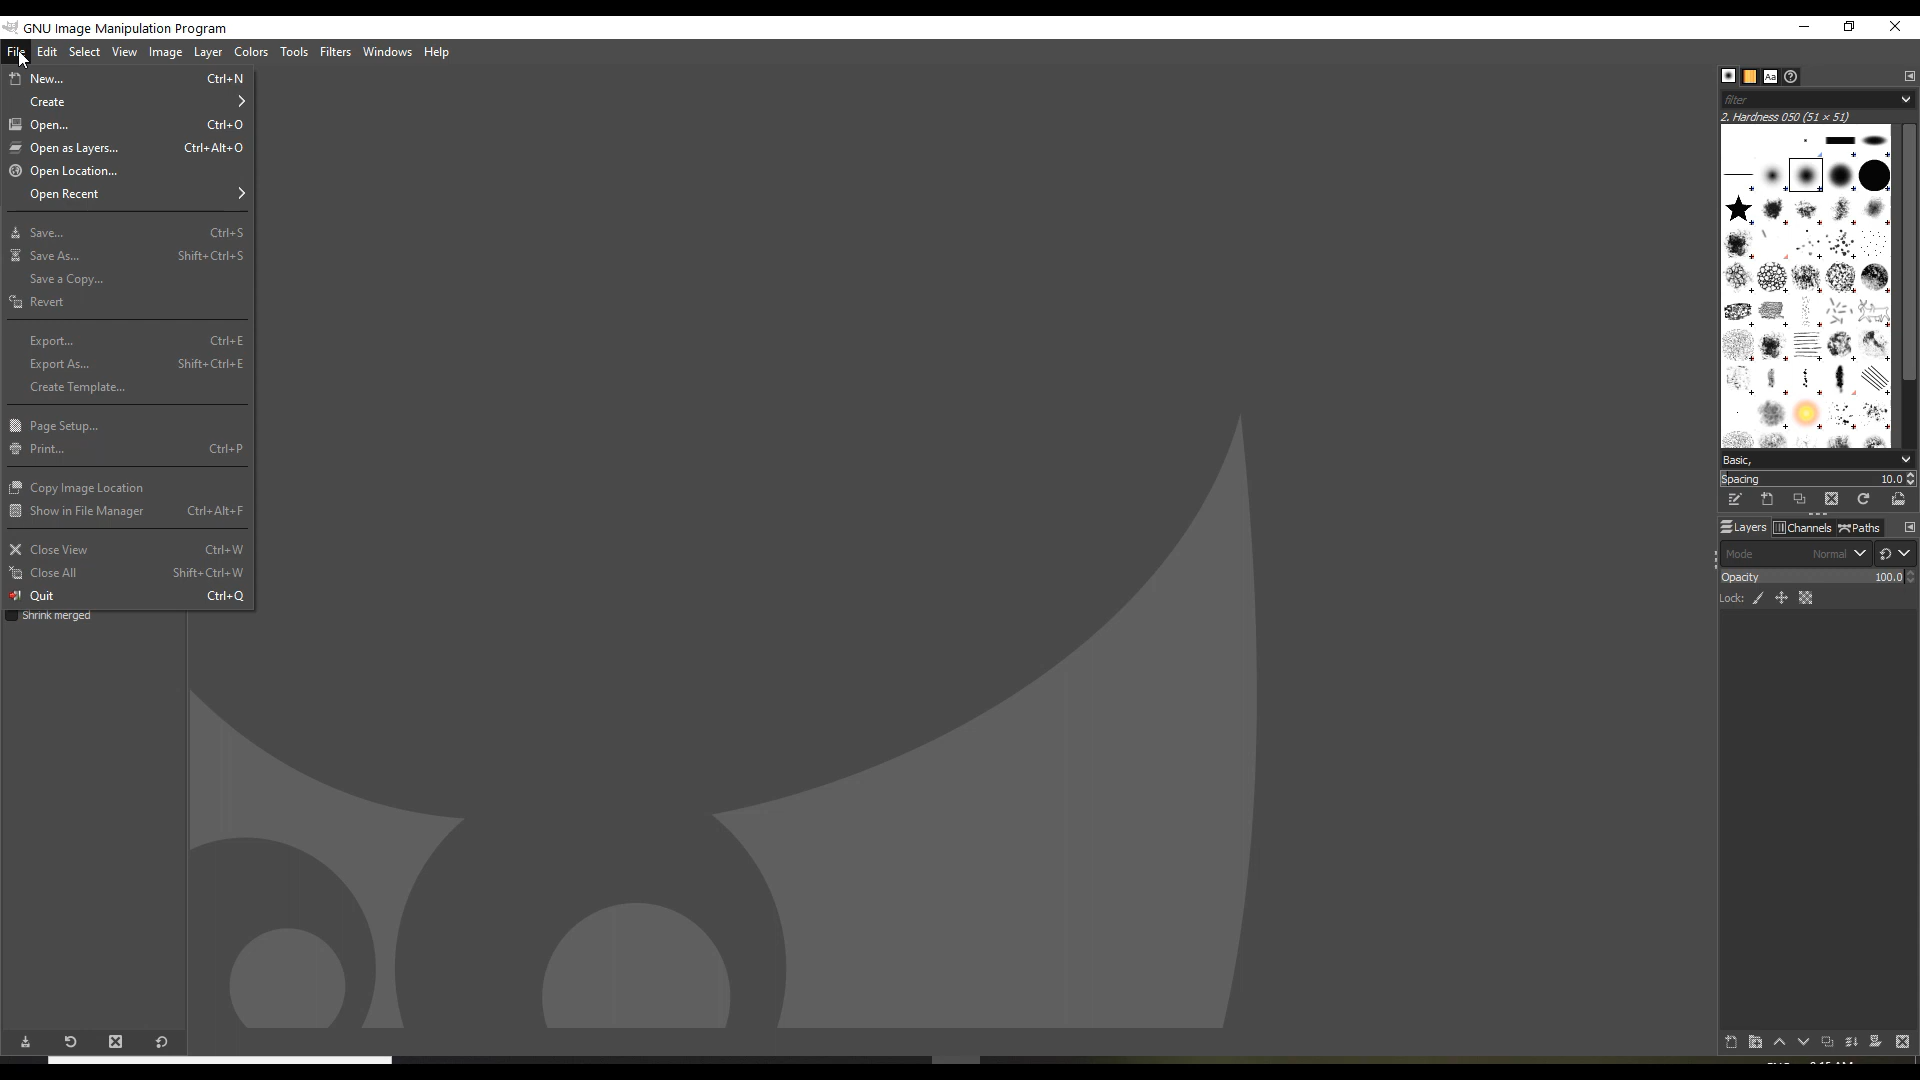 GNU Image Manipulation Program
File Edit Select View Image Layer Colors Tools Filters Windows Help
New... Ctrl+N
Create
Open... Ctrl+O
Open as Layers... Ctrl+Alt+O
Open Location...
Open Recent
Save... Ctrl+S
Save As... Shift+Ctrl+S
Save a Copy...
Revert
Export... Ctrl+E
Export As... Shift+Ctrl+E
Create Template...
Page Setup...
Print... Ctrl+P
Copy Image Location
Show in File Manager Ctrl+Alt+F
Close View Ctrl+W
Close All Shift+Ctrl+W
Quit Ctrl+Q
Shrink merged
Aa
filter
2. Hardness 050 (51 × 51)
Basic,
Spacing 10.0
Layers Channels Paths
Mode Normal
Opacity 100.0
Lock: